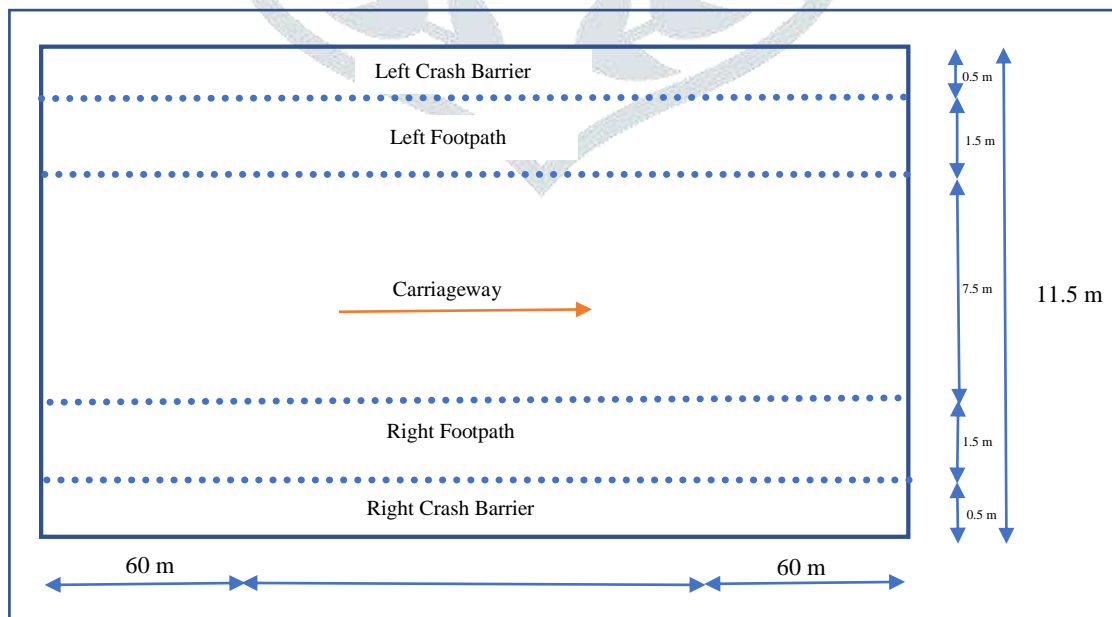 Left Crash Barrier
0.5 m
Left Footpath
1.5 m
Carriageway
7.5 m
11.5 m
Right Footpath
1.5 m
Right Crash Barrier
0.5 m
60 m
60 m